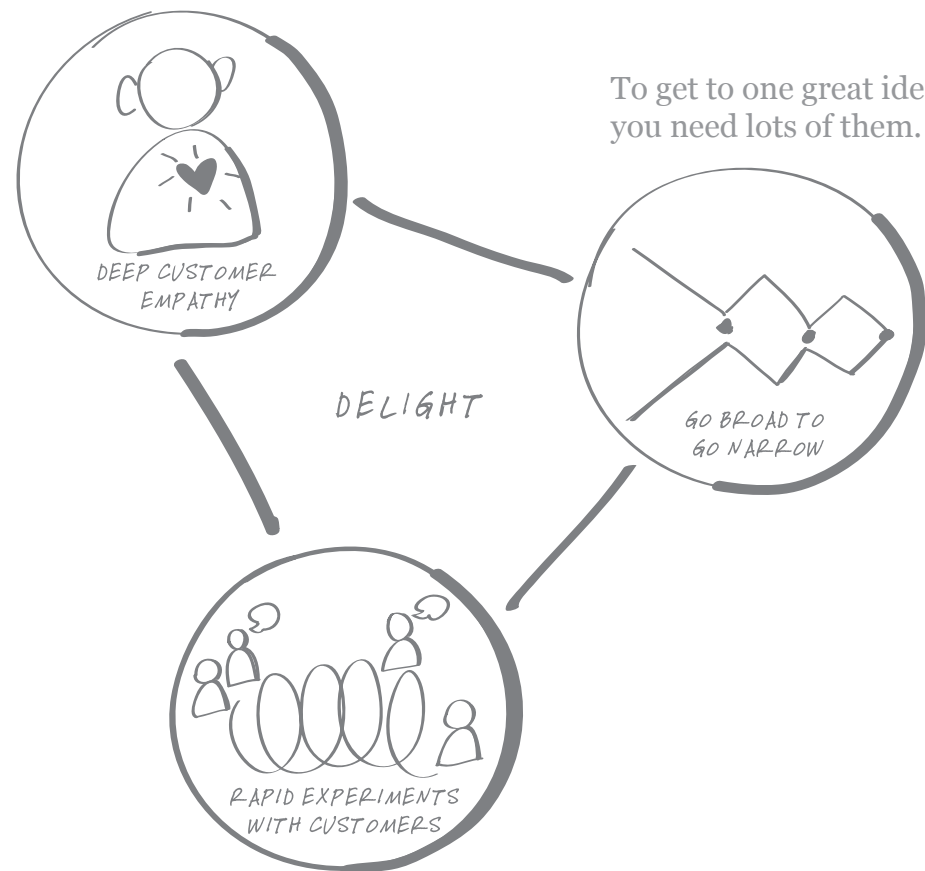 DEEP CUSTOMER
EMPATHY
To get to one great ide
you need lots of them.
GO BROAD TO
GO NARROW
DELIGHT
RAPID EXPERIMENTS
WITH CUSTOMERS